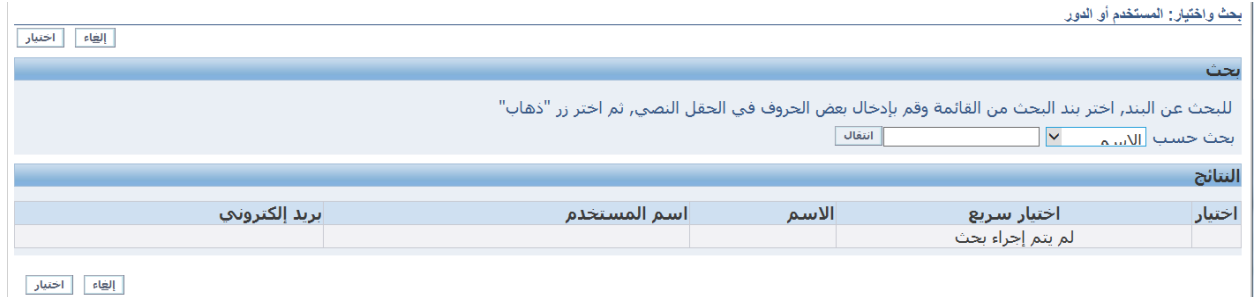 بحث واختيار: المستخدم أو الدور
إلغاء اختيار
بحث
للبحث عن البند, اختر بند البحث من القائمة وقم بإدخال بعض الحروف في الحقل النصي, ثم اختر زر "ذهاب"
بحث حسب الاسم انتقال
النتائج
اختيار اختيار سريع الاسم اسم المستخدم بريد إلكتروني
لم يتم إجراء بحث
إلغاء اختيار